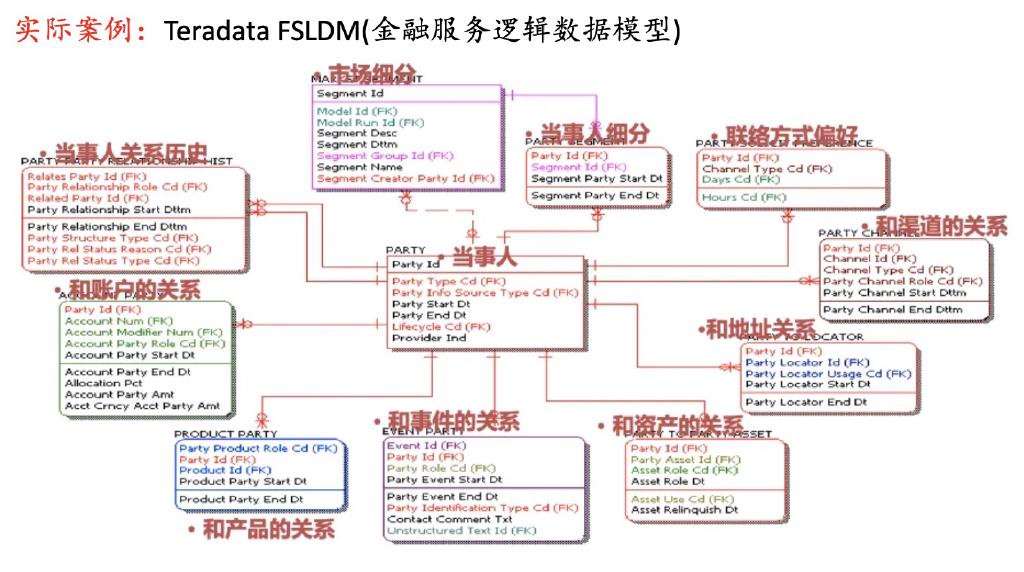 实际案例：Teradata FSLDM(金融服务逻辑数据模型)
• 市场细分
Segment Id
Model Id (FK)
Model Run Id (FK)
Segment Desc
Segment Dttm
Segment Group Id (FK)
Segment Name
Segment Creator Party Id (FK)
• 当事人细分
Party Id (FK)
Segment Id (FK)
Segment Party Start Dt
Segment Party End Dt
• 联络方式偏好
Party Id (FK)
Channel Type Cd (FK)
Days Cd (FK)
Hours Cd (FK)
• 当事人关系历史
PARTY PARTY RELATIONSHIP HIST
Relates Party Id (FK)
Party Relationship Role Cd (FK)
Related Party Id (FK)
Party Relationship Start Dttm
Party Relationship End Dttm
Party Structure Type Cd (FK)
Party Rel Status Reason Cd (FK)
Party Rel Status Type Cd (FK)
• 和渠道的关系
PARTY CHANNEL
Party Id (FK)
Channel Id (FK)
Channel Type Cd (FK)
Party Channel Role Cd (FK)
Party Channel Start Dttm
Party Channel End Dttm
PARTY
• 当事人
Party Id
Party Type Cd (FK)
Party Info Source Type Cd (FK)
Party Start Dt
Party End Dt
Lifecycle Cd (FK)
Provider Ind
• 和账户的关系
Party Id (FK)
Account Num (FK)
Account Modifier Num (FK)
Account Party Role Cd (FK)
Account Party Start Dt
Account Party End Dt
Allocation Pct
Account Party Amt
Acct Crncy Acct Party Amt
•和地址关系
PARTY TO LOCATOR
Party Id (FK)
Party Locator Id (FK)
Party Locator Usage Cd (FK)
Party Locator Start Dt
Party Locator End Dt
PRODUCT PARTY
Party Product Role Cd (FK)
Party Id (FK)
Product Id (FK)
Product Party Start Dt
Product Party End Dt
• 和产品的关系
• 和事件的关系
EVENT PARTY
Event Id (FK)
Party Id (FK)
Party Role Cd (FK)
Party Event Start Dt
Party Event End Dt
Party Identification Type Cd (FK)
Contact Comment Txt
Unstructured Text Id (FK)
• 和资产的关系
PARTY TO PARTY ASSET
Party Id (FK)
Party Asset Id (FK)
Asset Role Cd (FK)
Asset Role Dt
Asset Use Cd (FK)
Asset Relinquish Dt